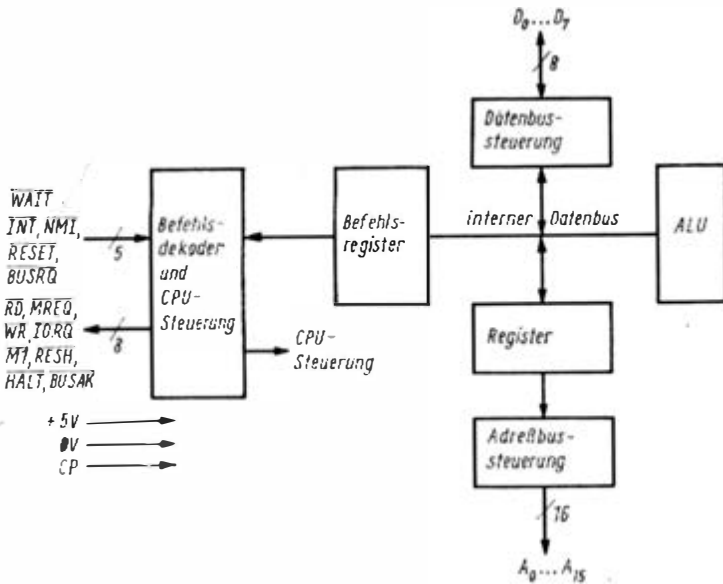 D₀...D₇
8
Datenbus-
steuerung
WAIT
INT, NMI,
RESET,
BUSRQ
5
RD, MREQ,
WR, IORQ
M1, RESH,
HALT, BUSAK
8
Befehls-
dekoder
und
CPU-
Steuerung
Befehls-
register
interner Datenbus
ALU
CPU-
Steuerung
Register
Adreßbus-
steuerung
16
A₀...A₁₅
+5V
0V
CP